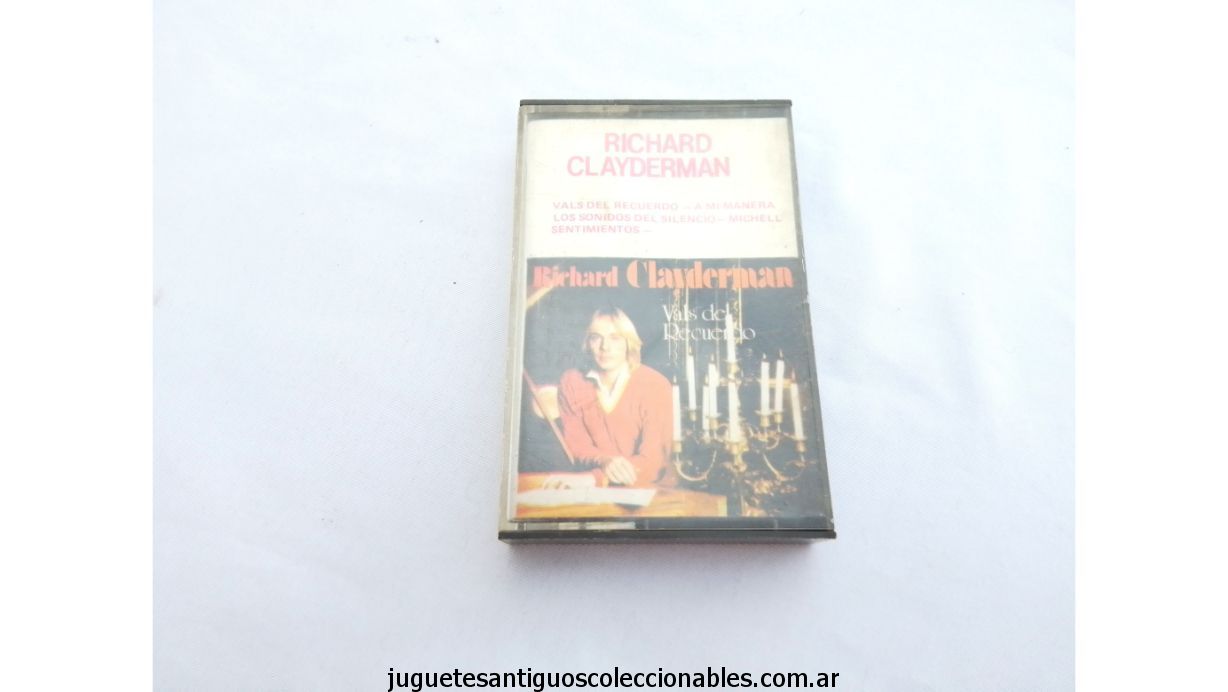 RICHARD
CLAYDERMAN
VALS DEL RECUERDO - A MI MANERA
LOS SONIDOS DEL SILENCIO - MICHELL
SENTIMIENTOS -
Richard Clayderman
Vals del
Recuerdo
juguetesantiguoscoleccionables.com.ar